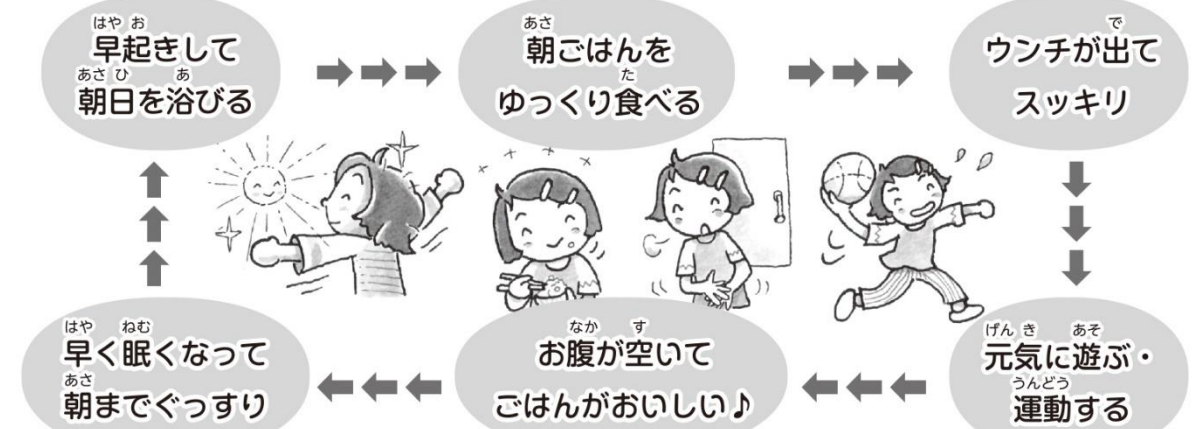 早起きして
朝日を浴びる
朝ごはんを
ゆっくり食べる
ウンチが出て
スッキリ
元気に遊ぶ・
運動する
お腹が空いて
ごはんがおいしい♪
早く眠くなって
朝までぐっすり